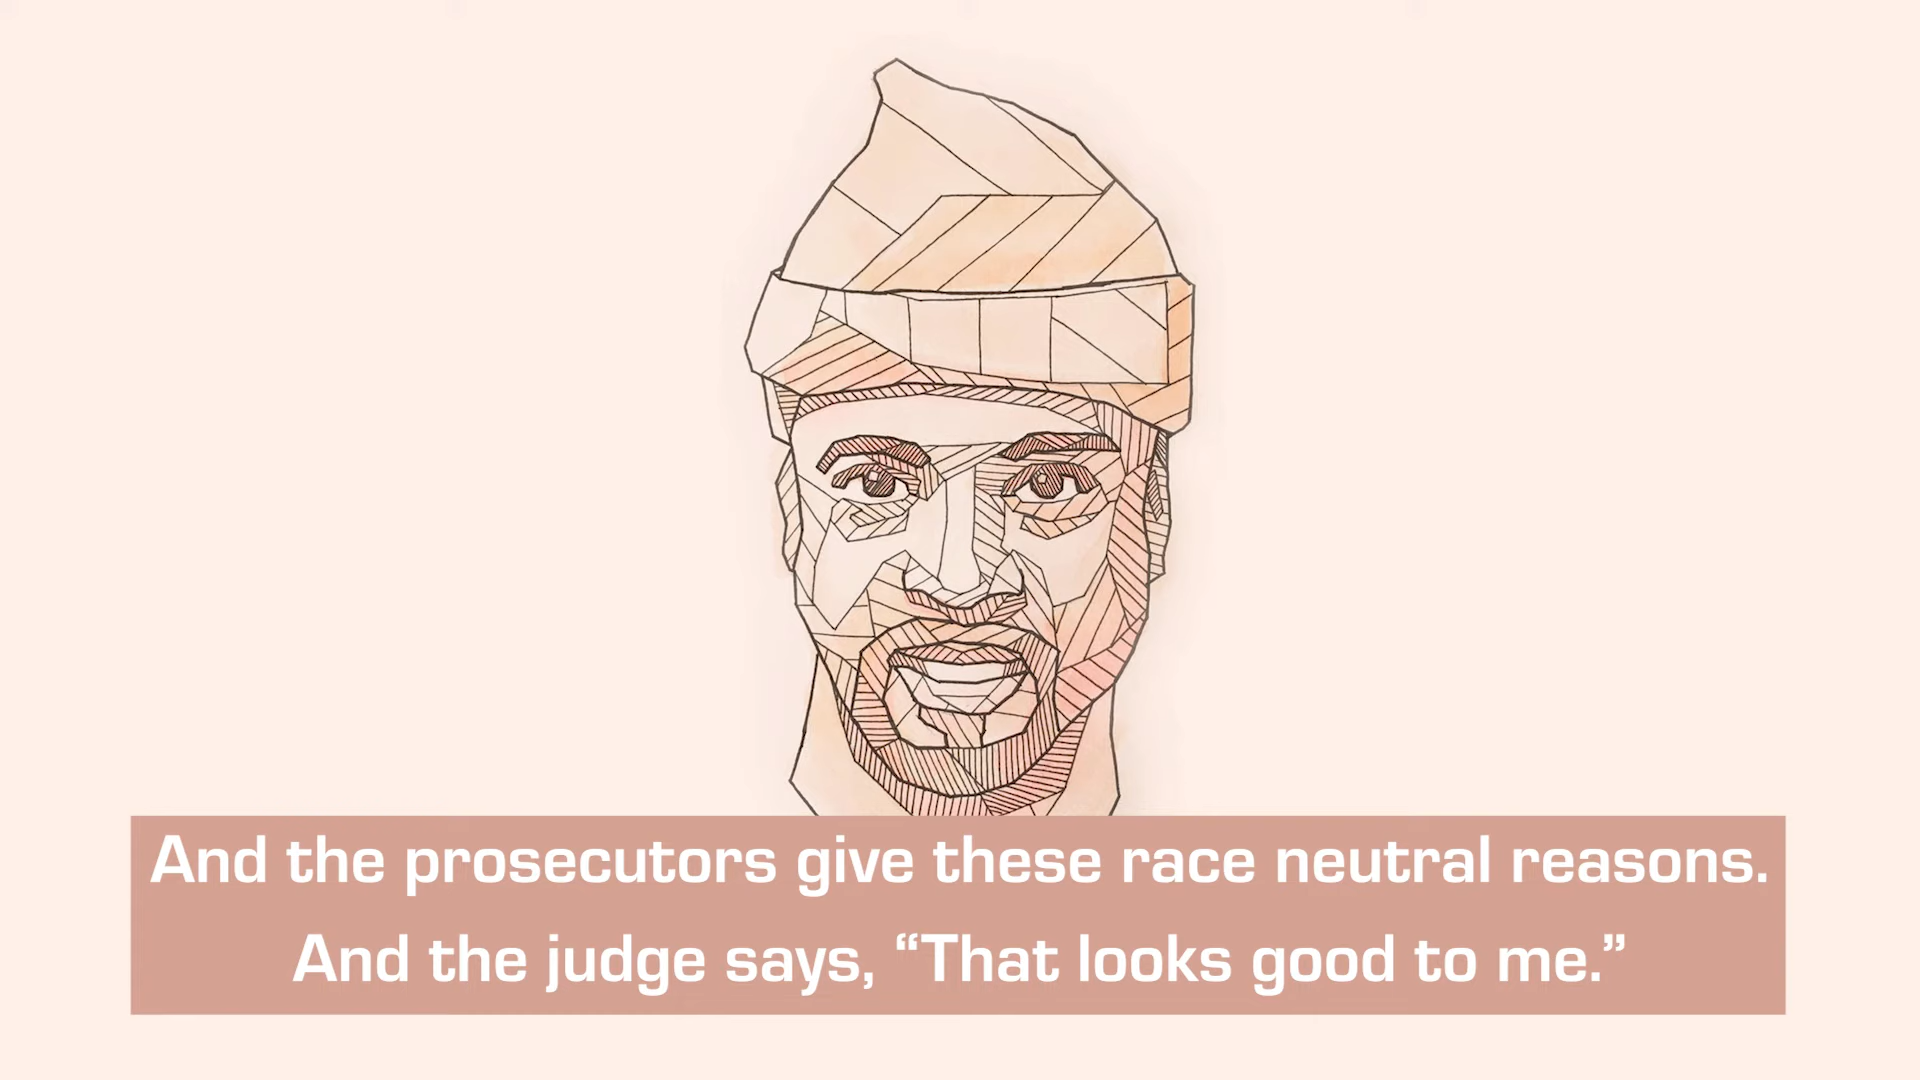 And the prosecutors give these race neutral reasons.
And the judge says, “That looks good to me.”